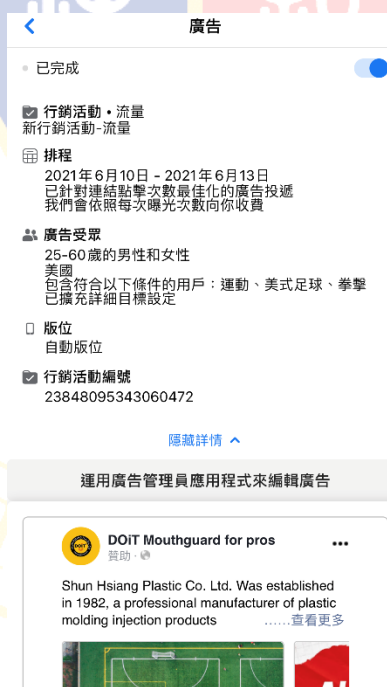 廣告
已完成
行銷活動 • 流量
新行銷活動-流量
排程
2021年6月10日 - 2021年6月13日
已針對連結點擊次數最佳化的廣告投遞
我們會依照每次曝光次數向你收費
廣告受眾
25-60歲的男性和女性
美國
包含符合以下條件的用戶：運動、美式足球、拳擊
已擴充詳細目標設定
版位
自動版位
行銷活動編號
23848095343060472
隱藏詳情
運用廣告管理員應用程式來編輯廣告
DOiT Mouthguard for pros
贊助 ·
Shun Hsiang Plastic Co. Ltd. Was established
in 1982, a professional manufacturer of plastic
molding injection products ……查看更多